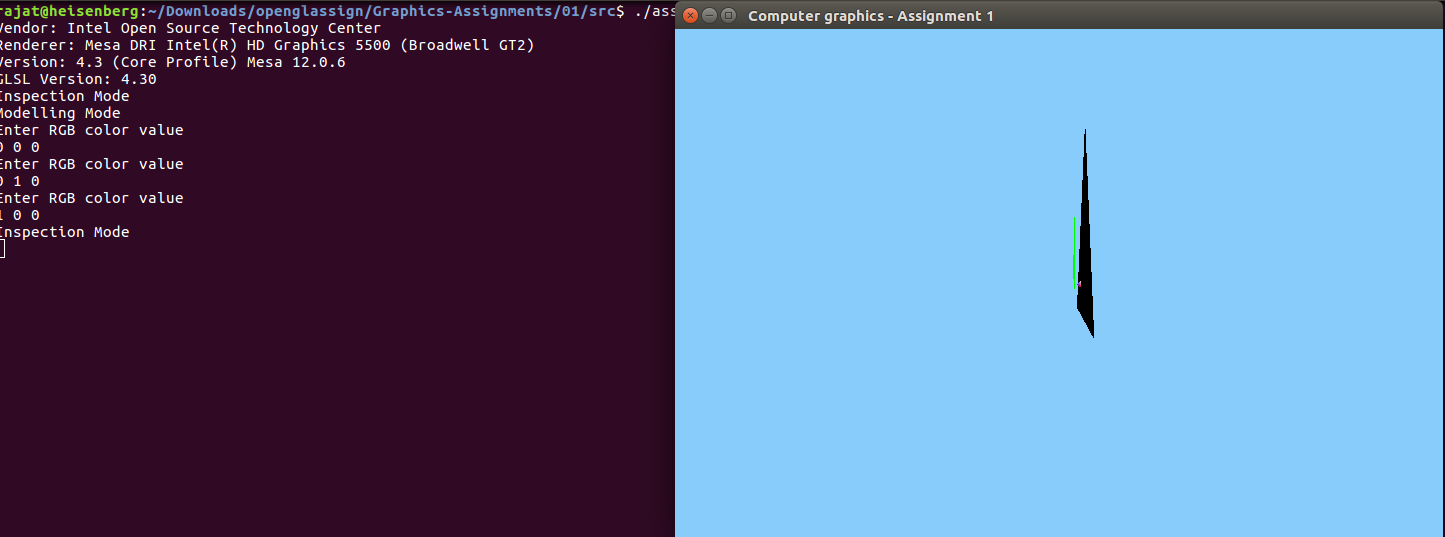 rajat@heisenberg:~/Downloads/openglassign/Graphics-Assignments/01/src$ ./ass
Vendor: Intel Open Source Technology Center
Renderer: Mesa DRI Intel(R) HD Graphics 5500 (Broadwell GT2)
Version: 4.3 (Core Profile) Mesa 12.0.6
GLSL Version: 4.30
Inspection Mode
Modelling Mode
Enter RGB color value
0 0 0
Enter RGB color value
0 1 0
Enter RGB color value
1 0 0
Inspection Mode
Computer graphics - Assignment 1